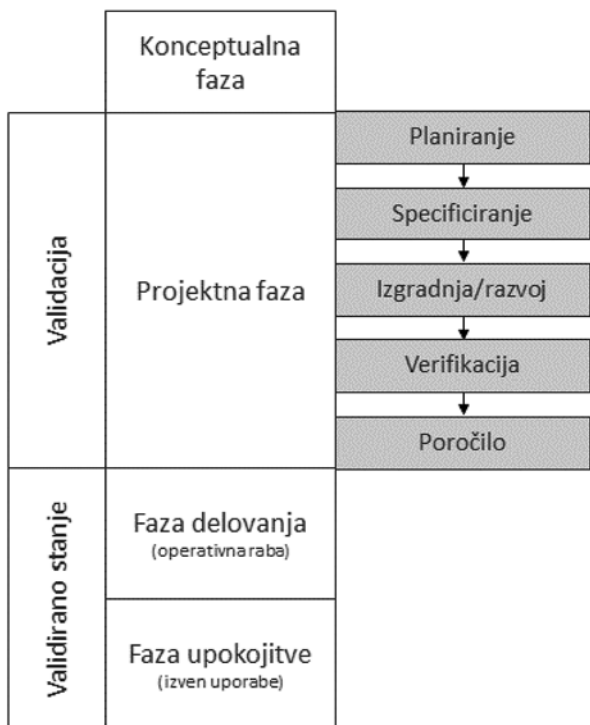 Konceptualna
faza
Validacija
Projektna faza
Planiranje
Specificiranje
Izgradnja/razvoj
Verifikacija
Poročilo
Validirano stanje
Faza delovanja
(operativna raba)
Faza upokojitve
(izven uporabe)